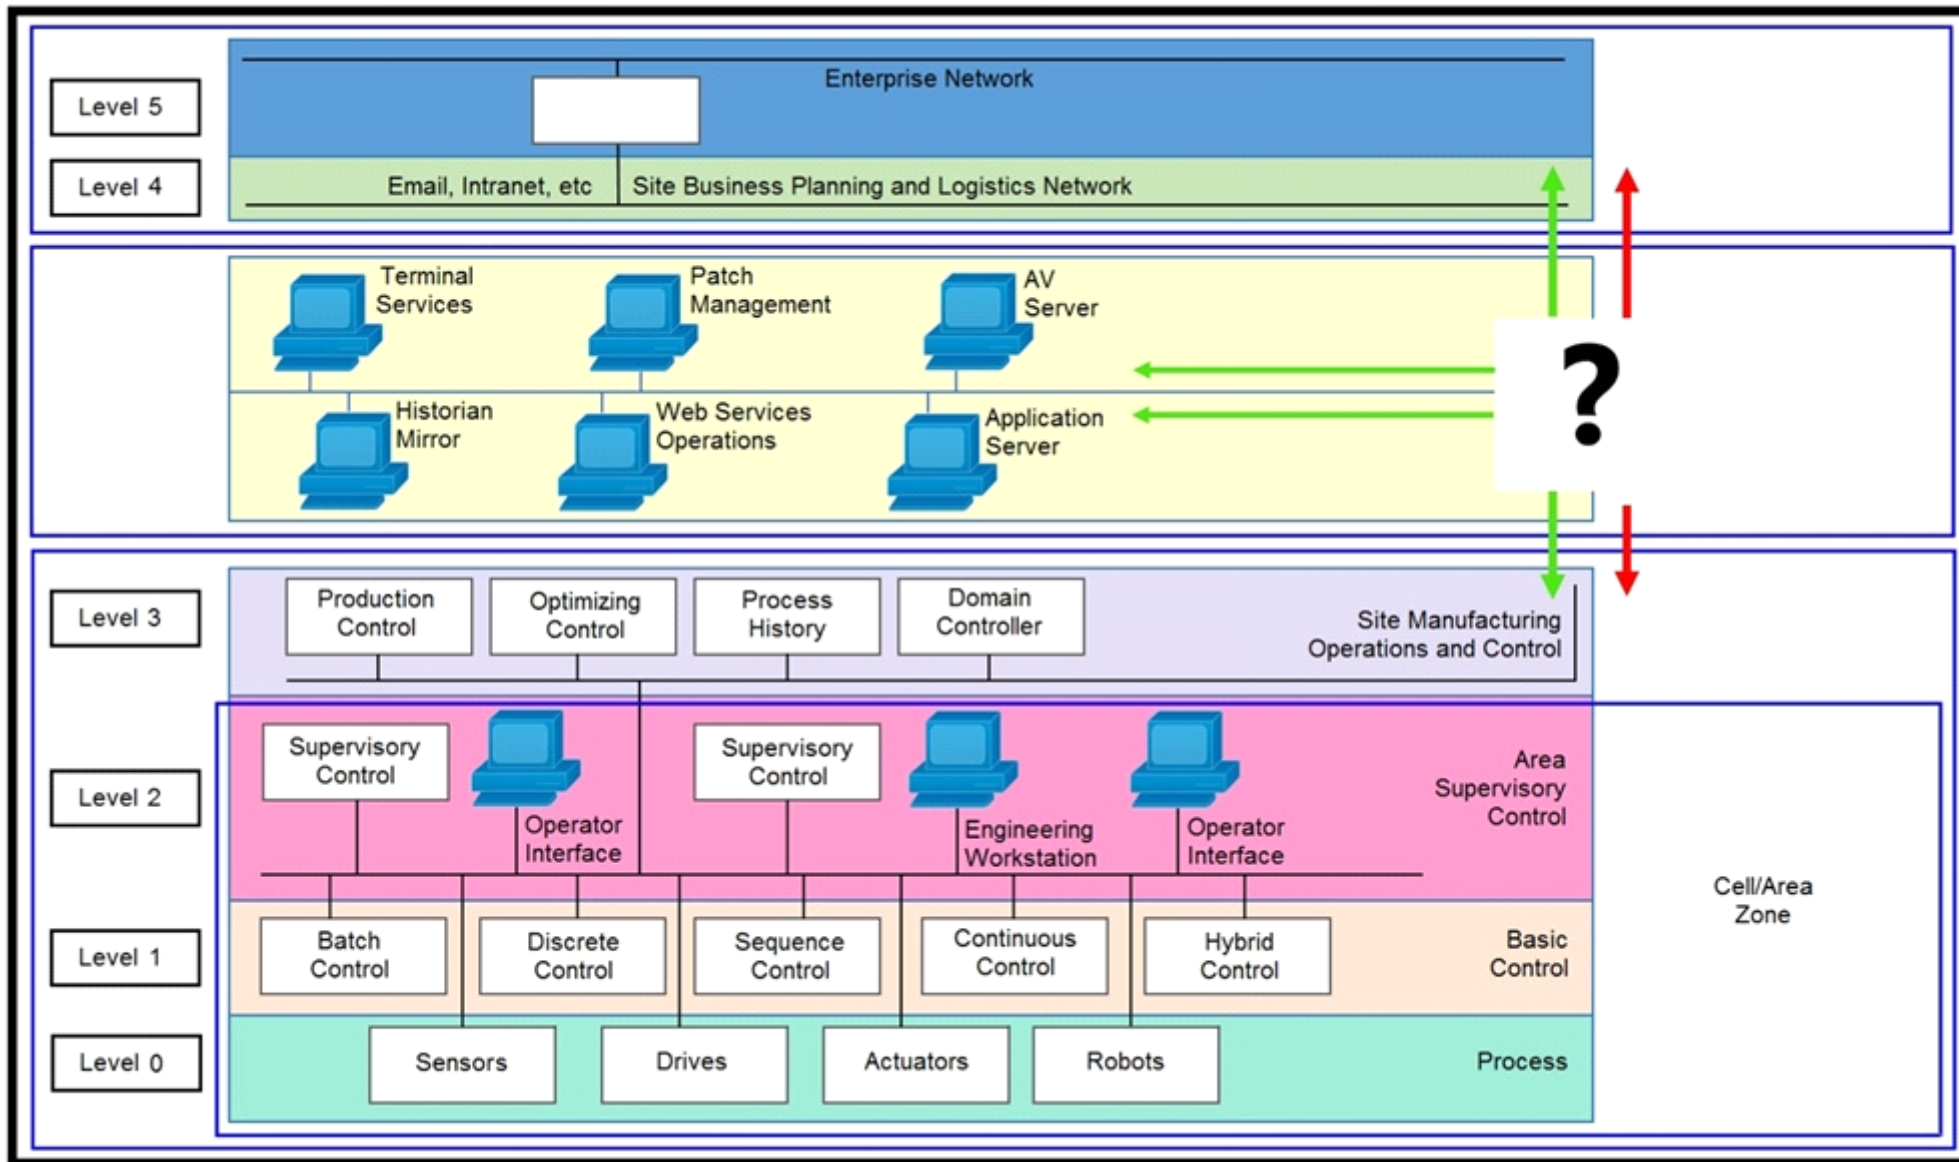 Level 5
Enterprise Network
Level 4
Email, Intranet, etc
Site Business Planning and Logistics Network
Terminal
Services
Patch
Management
AV
Server
Historian
Mirror
Web Services
Operations
Application
Server
?
Level 3
Production
Control
Optimizing
Control
Process
History
Domain
Controller
Site Manufacturing
Operations and Control
Level 2
Supervisory
Control
Operator
Interface
Supervisory
Control
Engineering
Workstation
Operator
Interface
Area
Supervisory
Control
Cell/Area
Zone
Level 1
Batch
Control
Discrete
Control
Sequence
Control
Continuous
Control
Hybrid
Control
Basic
Control
Level 0
Sensors
Drives
Actuators
Robots
Process